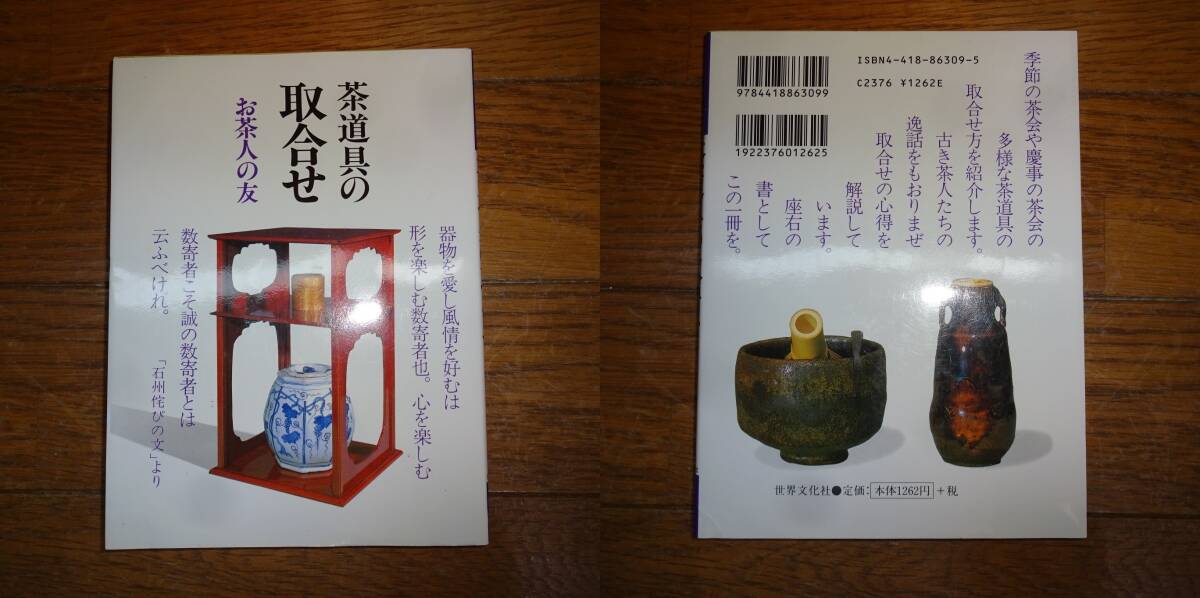 茶道具の
取合せ
お茶人の友
器物を愛し風情を好むは
形を楽しむ数寄者也。心を楽しむ
数寄者こそ誠の数寄者とは
云ふべけれ。
「石州侘びの文」より
ISBN4-418-86309-5
C2376 ¥1262E
9784418863099
1922376012625
季節の茶会や慶事の茶会の
多様な茶道具の
取合せ方を紹介します。
古き茶人たちの
逸話をもおりまぜ
取合せの心得を
解説して
います。
座右の
書として
この一冊を。
世界文化社●定価：本体1262円＋税